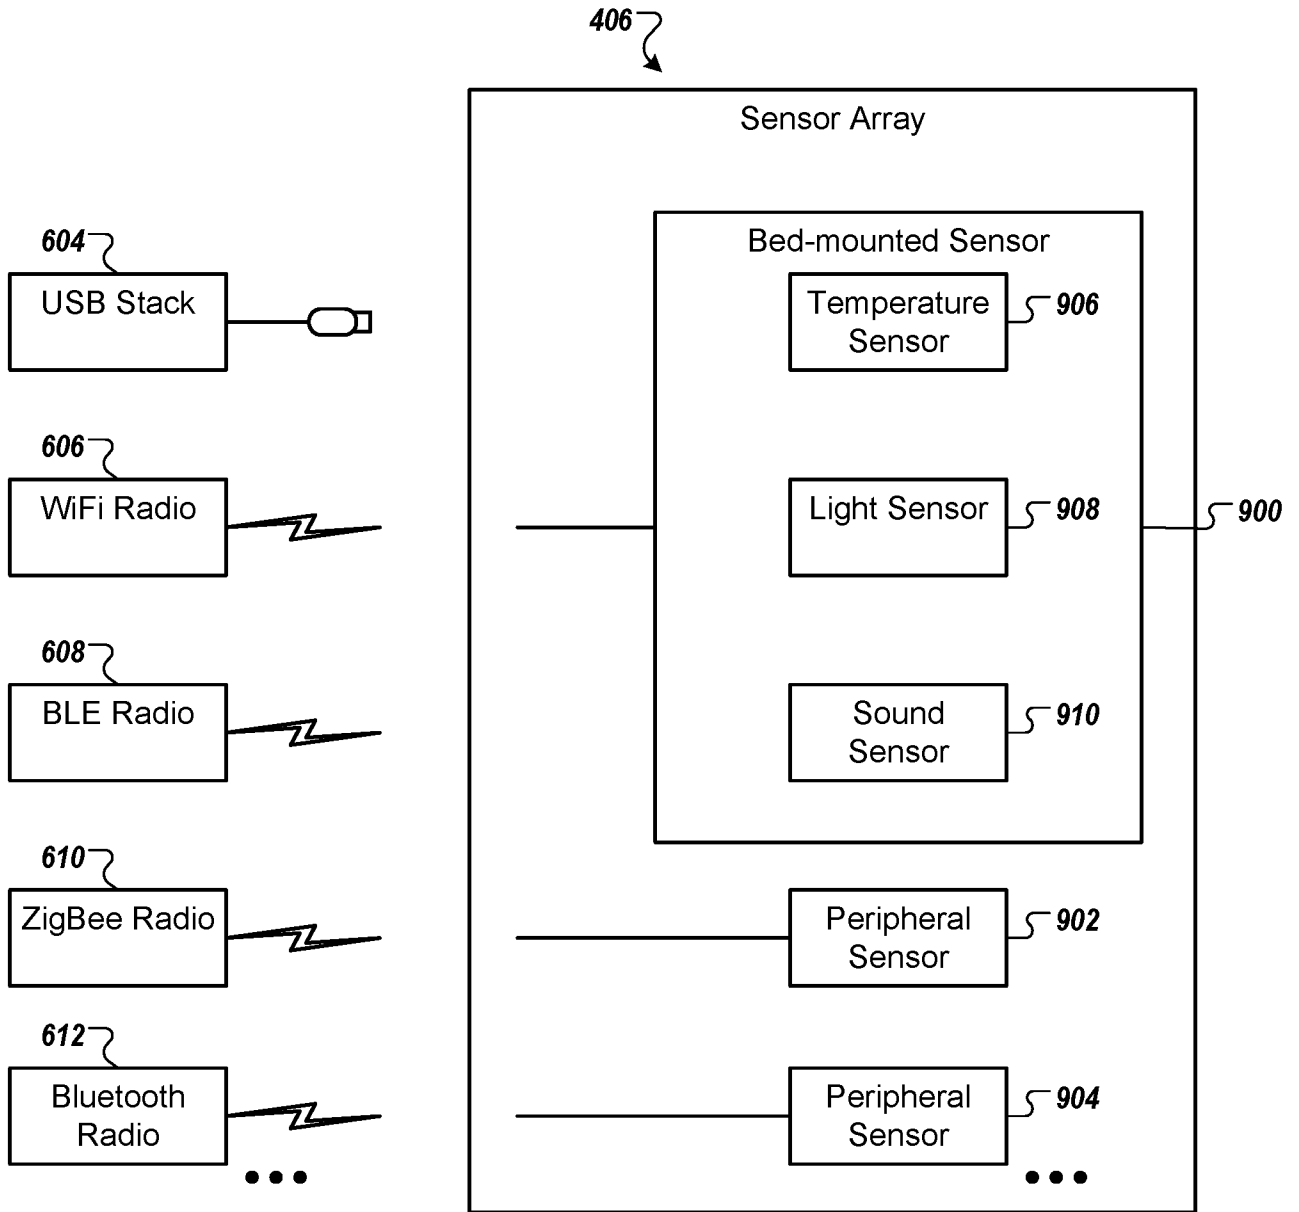 406
Sensor Array
Bed-mounted Sensor
604
USB Stack
Temperature
Sensor
906
606
WiFi Radio
Light Sensor
908
900
608
BLE Radio
Sound
Sensor
910
610
ZigBee Radio
Peripheral
Sensor
902
612
Bluetooth
Radio
Peripheral
Sensor
904